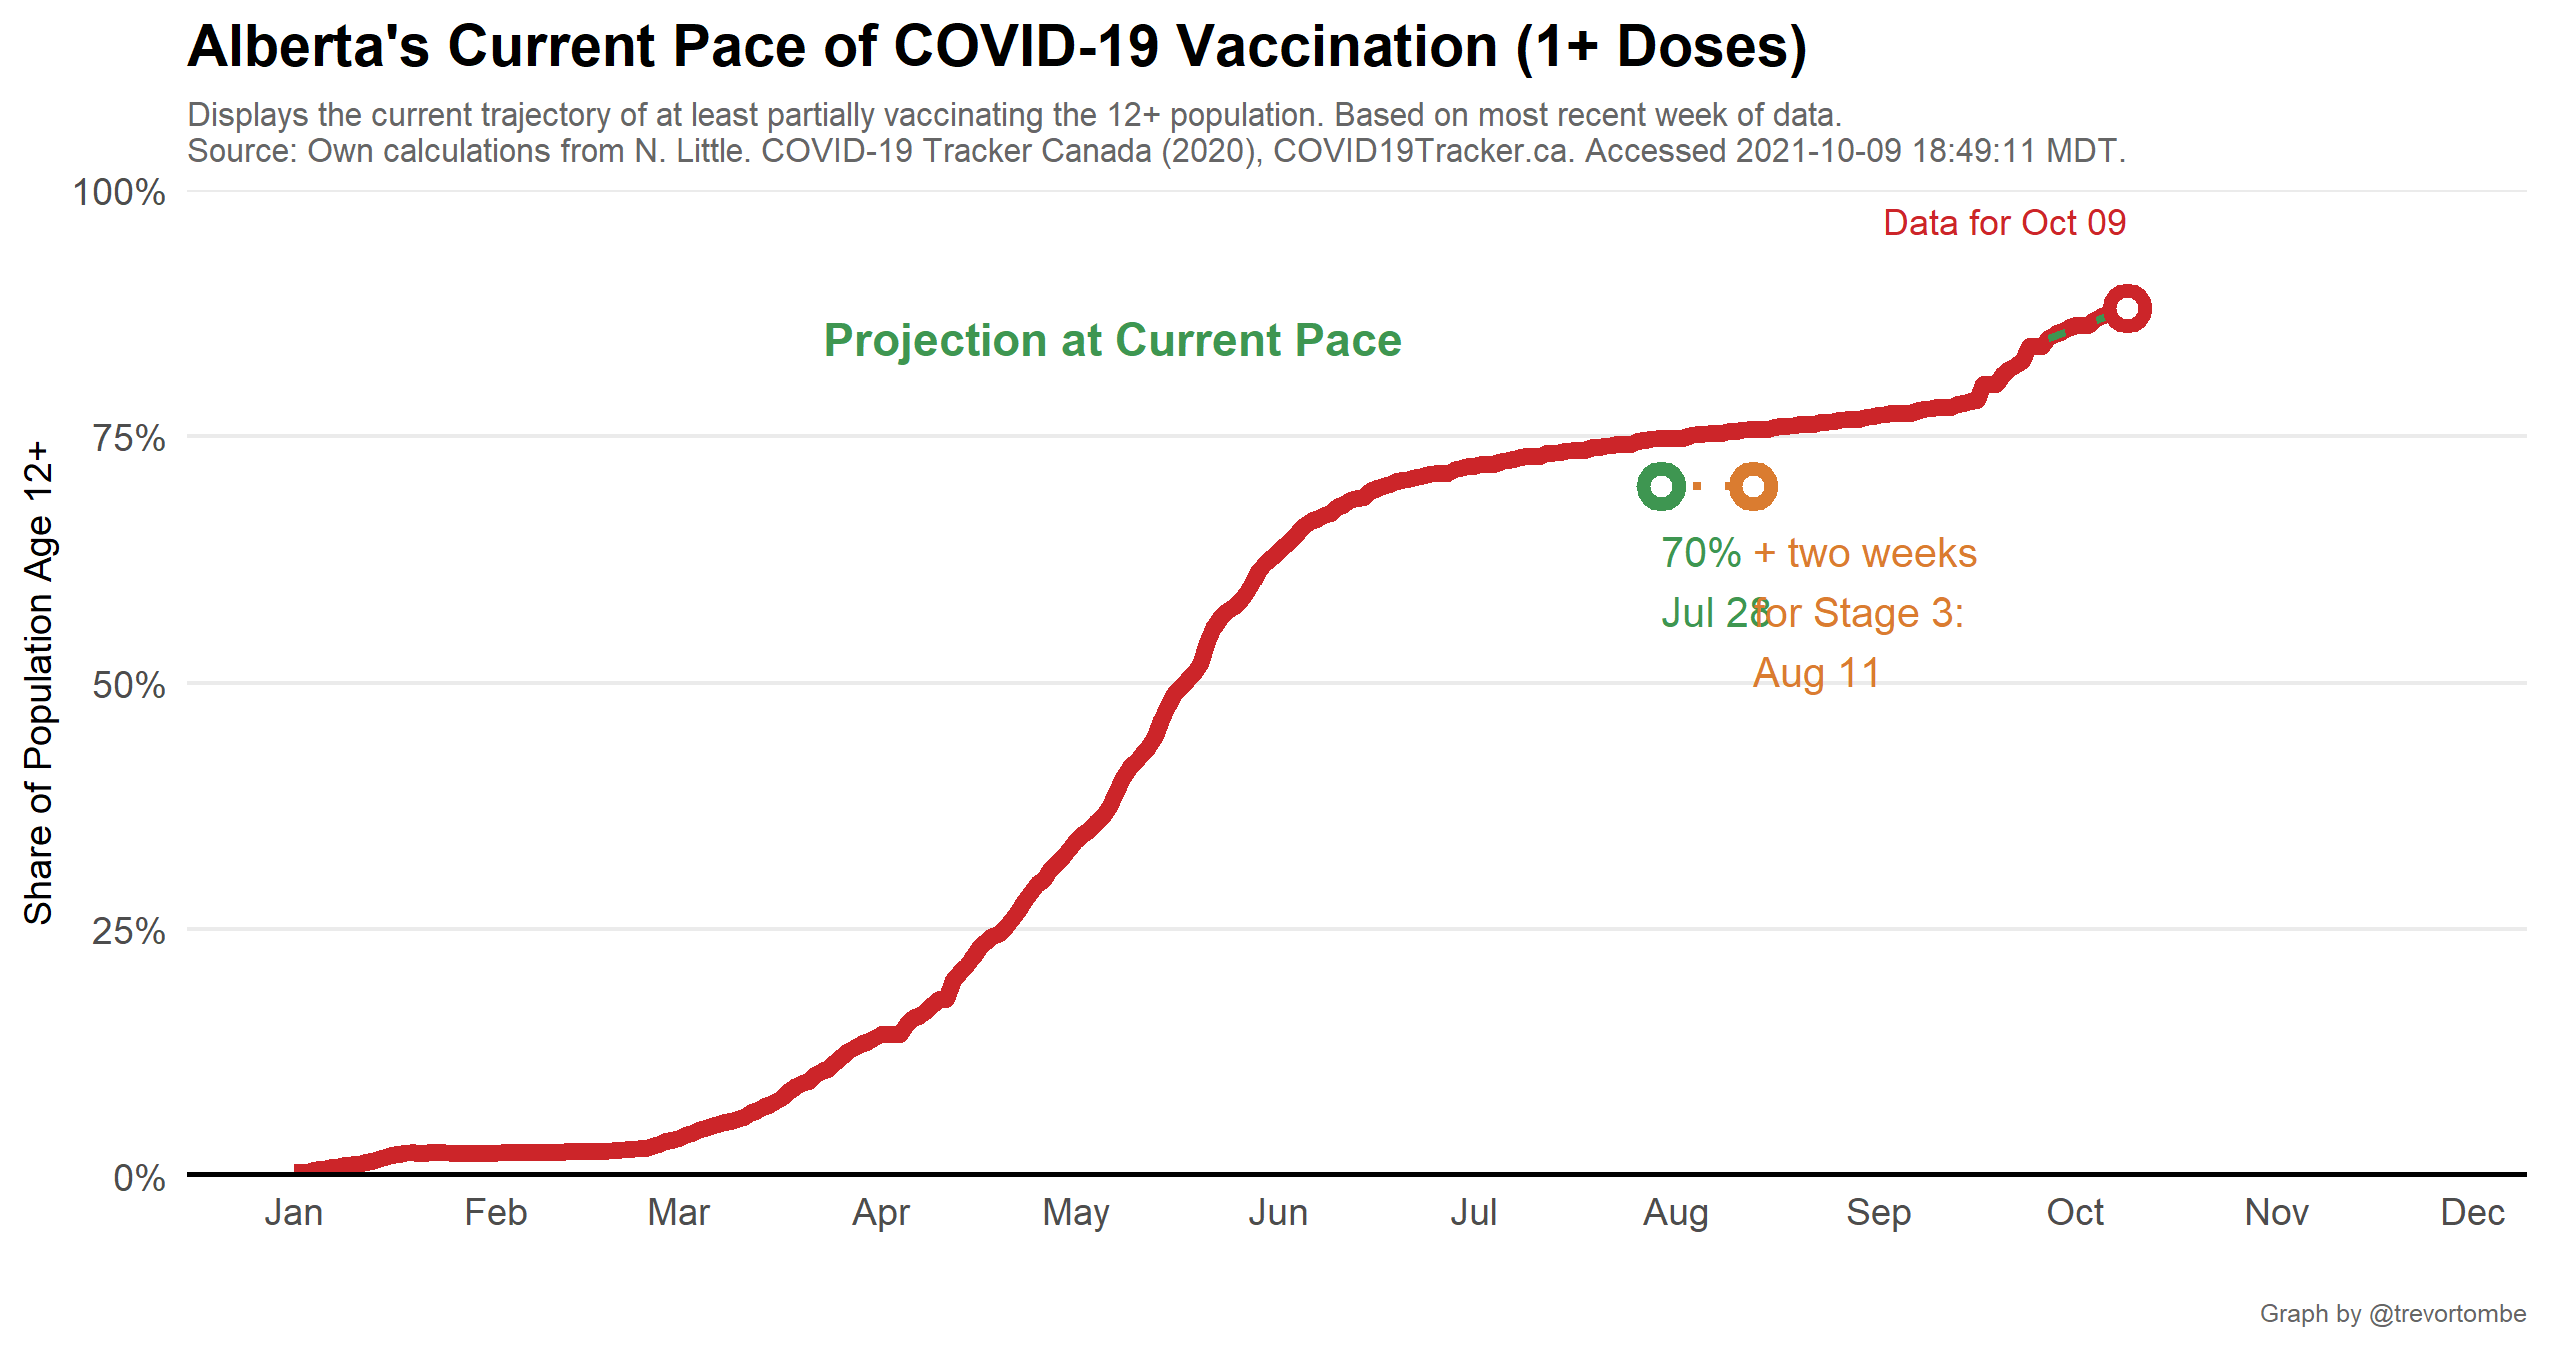 Alberta's Current Pace of COVID-19 Vaccination (1+ Doses)
Displays the current trajectory of at least partially vaccinating the 12+ population. Based on most recent week of data.
Source: Own calculations from N. Little. COVID-19 Tracker Canada (2020), COVID19Tracker.ca. Accessed 2021-10-09 18:49:11 MDT.
100%
Data for Oct 09
Projection at Current Pace
75%
70%
Jul 28
+ two weeks
for Stage 3:
Aug 11
50%
25%
0%
Share of Population Age 12+
Jan Feb Mar Apr May Jun Jul Aug Sep Oct Nov Dec
Graph by @trevortombe